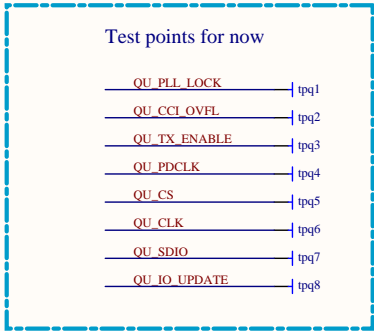 Test points for now
QU_PLL_LOCK tpq1
QU_CCI_OVFL tpq2
QU_TX_ENABLE tpq3
QU_PDCLK tpq4
QU_CS tpq5
QU_CLK tpq6
QU_SDIO tpq7
QU_IO_UPDATE tpq8